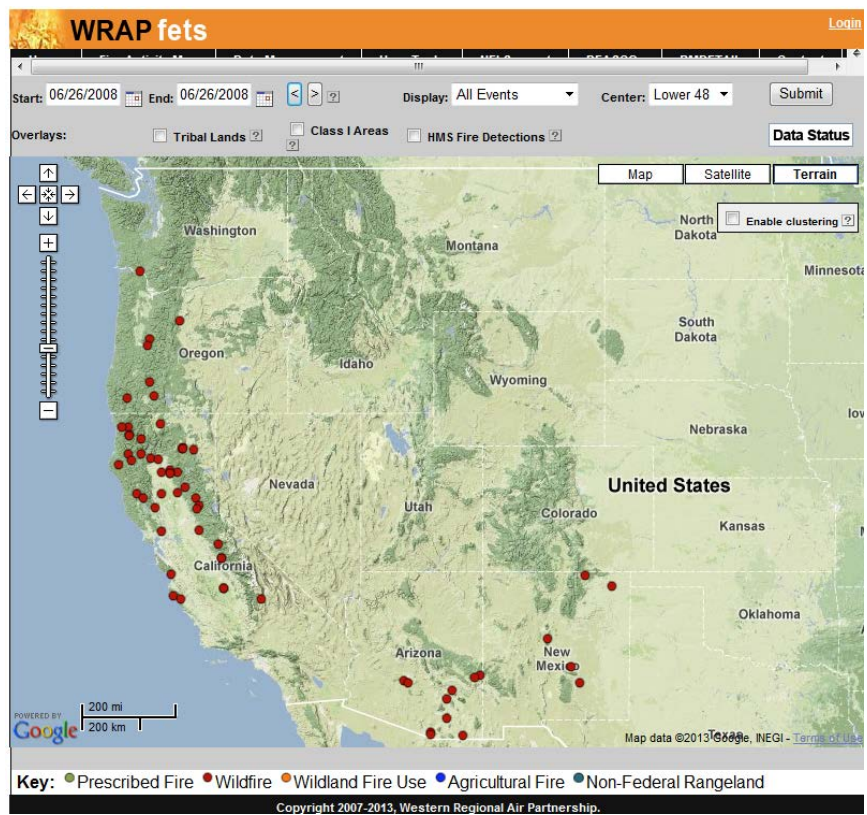 WRAP fets
Login
Start: 06/26/2008 End: 06/26/2008 < > ? Display: All Events Center: Lower 48 Submit
Overlays: Tribal Lands ? Class I Areas ? HMS Fire Detections ? Data Status
Map Satellite Terrain
Enable clustering ?
Washington
Montana
North
Dakota
Minnesota
Oregon
Idaho
South
Dakota
Wyoming
Nebraska
Nevada
United States
Utah
Colorado
Kansas
California
Oklahoma
Arizona
New
Mexico
Texas
200 mi
200 km
POWERED BY
Google
Map data ©2013 Google, INEGI - Terms of Use
Key: Prescribed Fire Wildfire Wildland Fire Use Agricultural Fire Non-Federal Rangeland
Copyright 2007-2013, Western Regional Air Partnership.